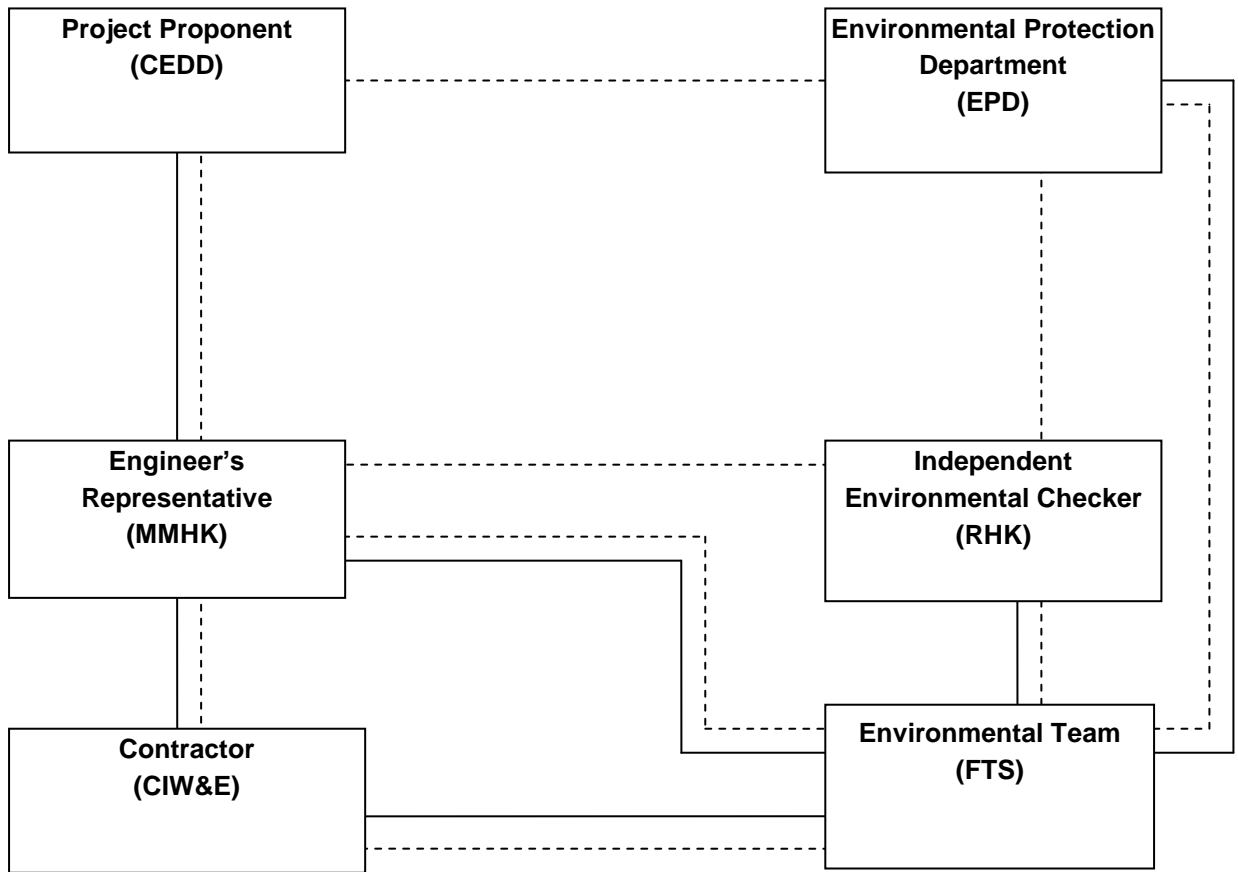 Project Proponent
(CEDD)
Environmental Protection
Department
(EPD)
Engineer’s
Representative
(MMHK)
Independent
Environmental Checker
(RHK)
Contractor
(CIW&E)
Environmental Team
(FTS)